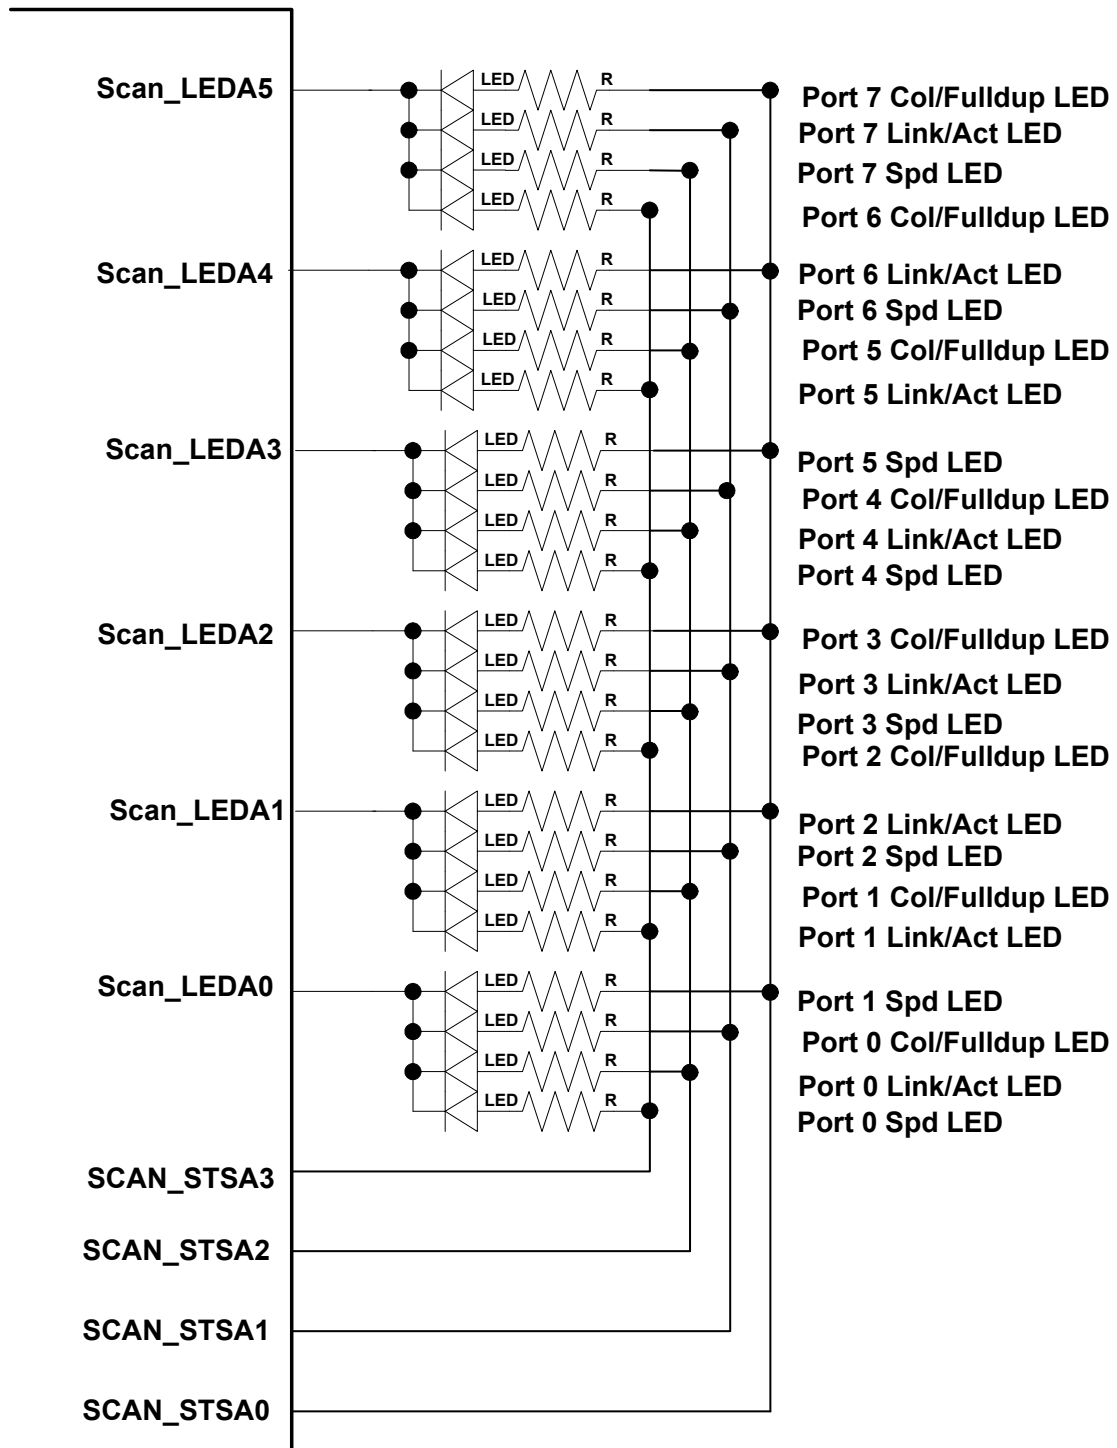 Scan_LEDA5
LED R Port 7 Col/Fulldup LED
LED R Port 7 Link/Act LED
LED R Port 7 Spd LED
LED R Port 6 Col/Fulldup LED
Scan_LEDA4
LED R Port 6 Link/Act LED
LED R Port 6 Spd LED
LED R Port 5 Col/Fulldup LED
LED R Port 5 Link/Act LED
Scan_LEDA3
LED R Port 5 Spd LED
LED R Port 4 Col/Fulldup LED
LED R Port 4 Link/Act LED
LED R Port 4 Spd LED
Scan_LEDA2
LED R Port 3 Col/Fulldup LED
LED R Port 3 Link/Act LED
LED R Port 3 Spd LED
LED R Port 2 Col/Fulldup LED
Scan_LEDA1
LED R Port 2 Link/Act LED
LED R Port 2 Spd LED
LED R Port 1 Col/Fulldup LED
LED R Port 1 Link/Act LED
Scan_LEDA0
LED R Port 1 Spd LED
LED R Port 0 Col/Fulldup LED
LED R Port 0 Link/Act LED
LED R Port 0 Spd LED
SCAN_STSA3
SCAN_STSA2
SCAN_STSA1
SCAN_STSA0